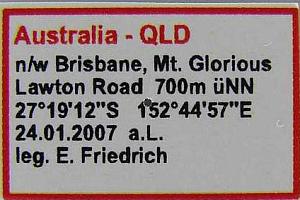 Australia - QLD
n/w Brisbane, Mt. Glorious
Lawton Road 700m üNN
27°19'12"S 152°44'57"E
24.01.2007 a.L.
leg. E. Friedrich